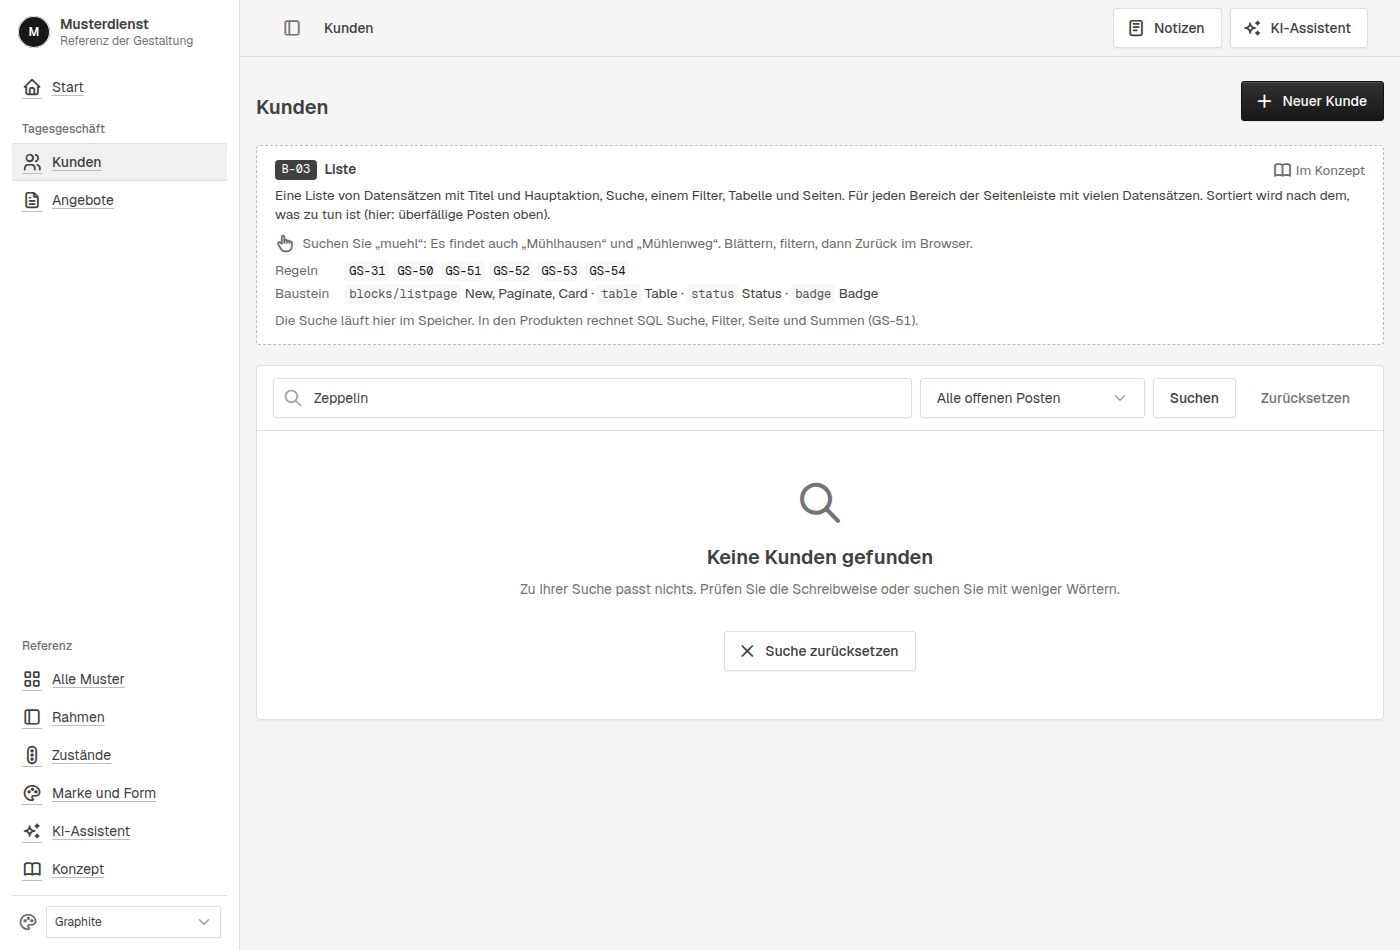 M
Musterdienst
Referenz der Gestaltung
Start
Tagesgeschäft
Kunden
Angebote
Referenz
Alle Muster
Rahmen
Zustände
Marke und Form
KI-Assistent
Konzept
Graphite
Kunden
Notizen
KI-Assistent
Kunden
Neuer Kunde
B-03 Liste
Im Konzept
Eine Liste von Datensätzen mit Titel und Hauptaktion, Suche, einem Filter, Tabelle und Seiten. Für jeden Bereich der Seitenleiste mit vielen Datensätzen. Sortiert wird nach dem,
was zu tun ist (hier: überfällige Posten oben).
Suchen Sie „muehl“: Es findet auch „Mühlhausen“ und „Mühlenweg“. Blättern, filtern, dann Zurück im Browser.
Regeln GS-31 GS-50 GS-51 GS-52 GS-53 GS-54
Baustein blocks/listpage New, Paginate, Card · table Table · status Status · badge Badge
Die Suche läuft hier im Speicher. In den Produkten rechnet SQL Suche, Filter, Seite und Summen (GS-51).
Zeppelin
Alle offenen Posten
Suchen
Zurücksetzen
Keine Kunden gefunden
Zu Ihrer Suche passt nichts. Prüfen Sie die Schreibweise oder suchen Sie mit weniger Wörtern.
Suche zurücksetzen